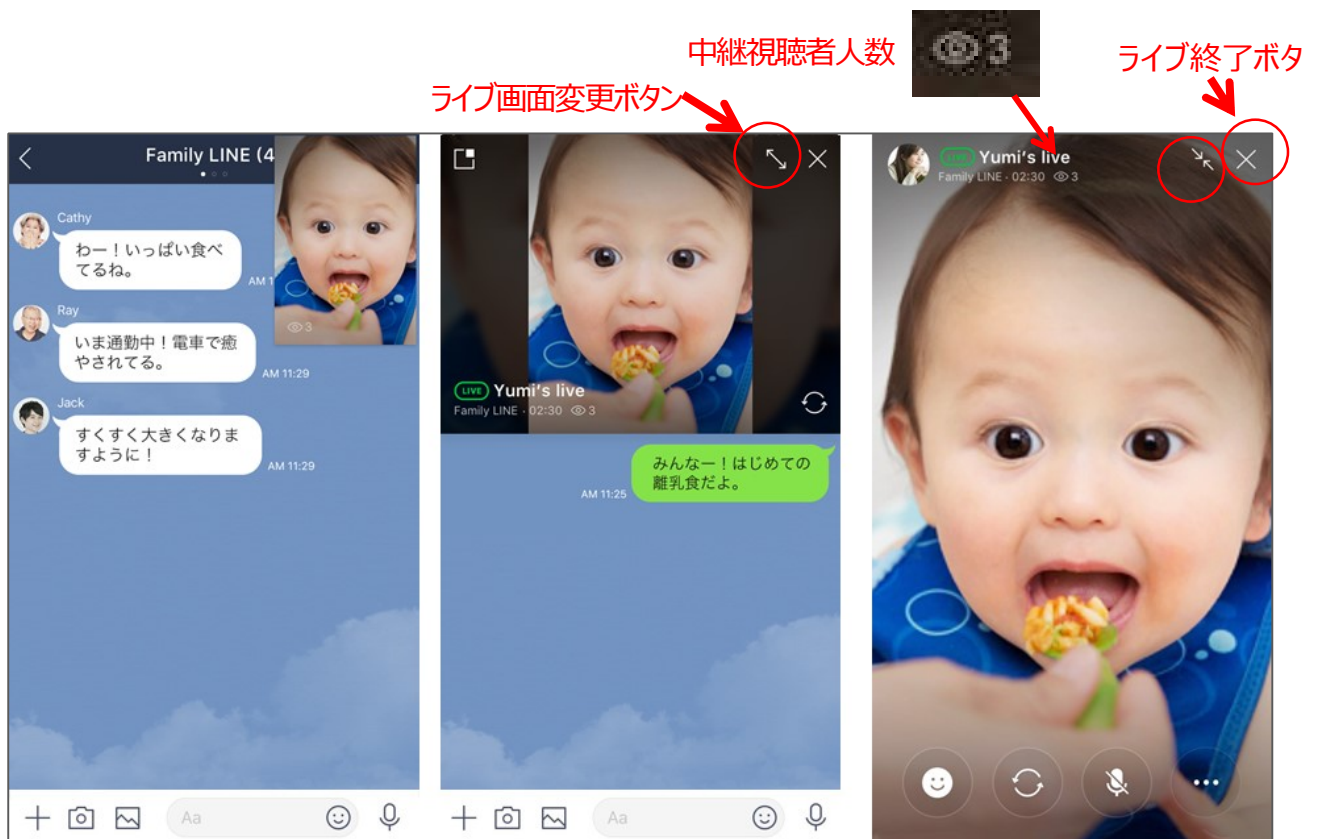 中継視聴者人数
3
ライブ終了ボタ
ライブ画面変更ボタン
Family LINE (4
Cathy
わー！いっぱい食べ
てるね。
AM 1
3
Ray
いま通勤中！電車で癒
やされてる。
AM 11:29
Jack
すくすく大きくなりま
すように！
AM 11:29
Aa
LIVE Yumi's live
Family LINE · 02:30 3
みんなー！はじめての
離乳食だよ。
AM 11:25
Aa
LIVE Yumi's live
Family LINE · 02:30 3